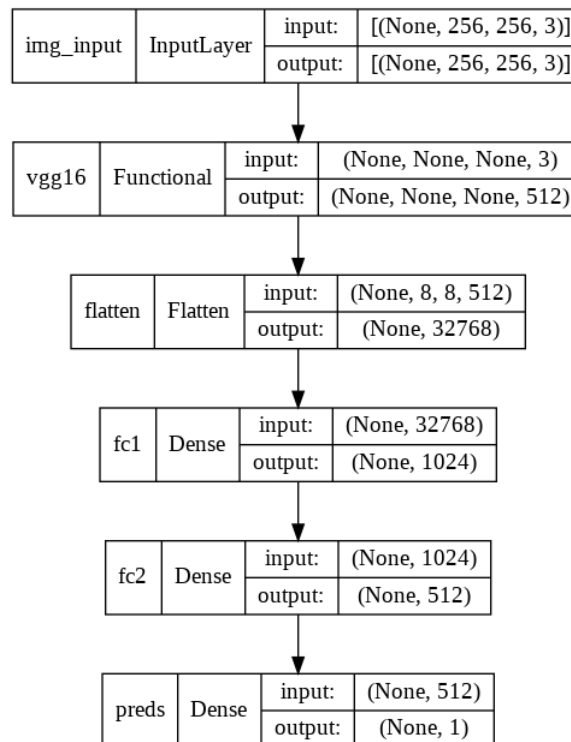 img_input InputLayer input: [(None, 256, 256, 3)]
output: [(None, 256, 256, 3)]
vgg16 Functional input: (None, None, None, 3)
output: (None, None, None, 512)
flatten Flatten input: (None, 8, 8, 512)
output: (None, 32768)
fc1 Dense input: (None, 32768)
output: (None, 1024)
fc2 Dense input: (None, 1024)
output: (None, 512)
preds Dense input: (None, 512)
output: (None, 1)